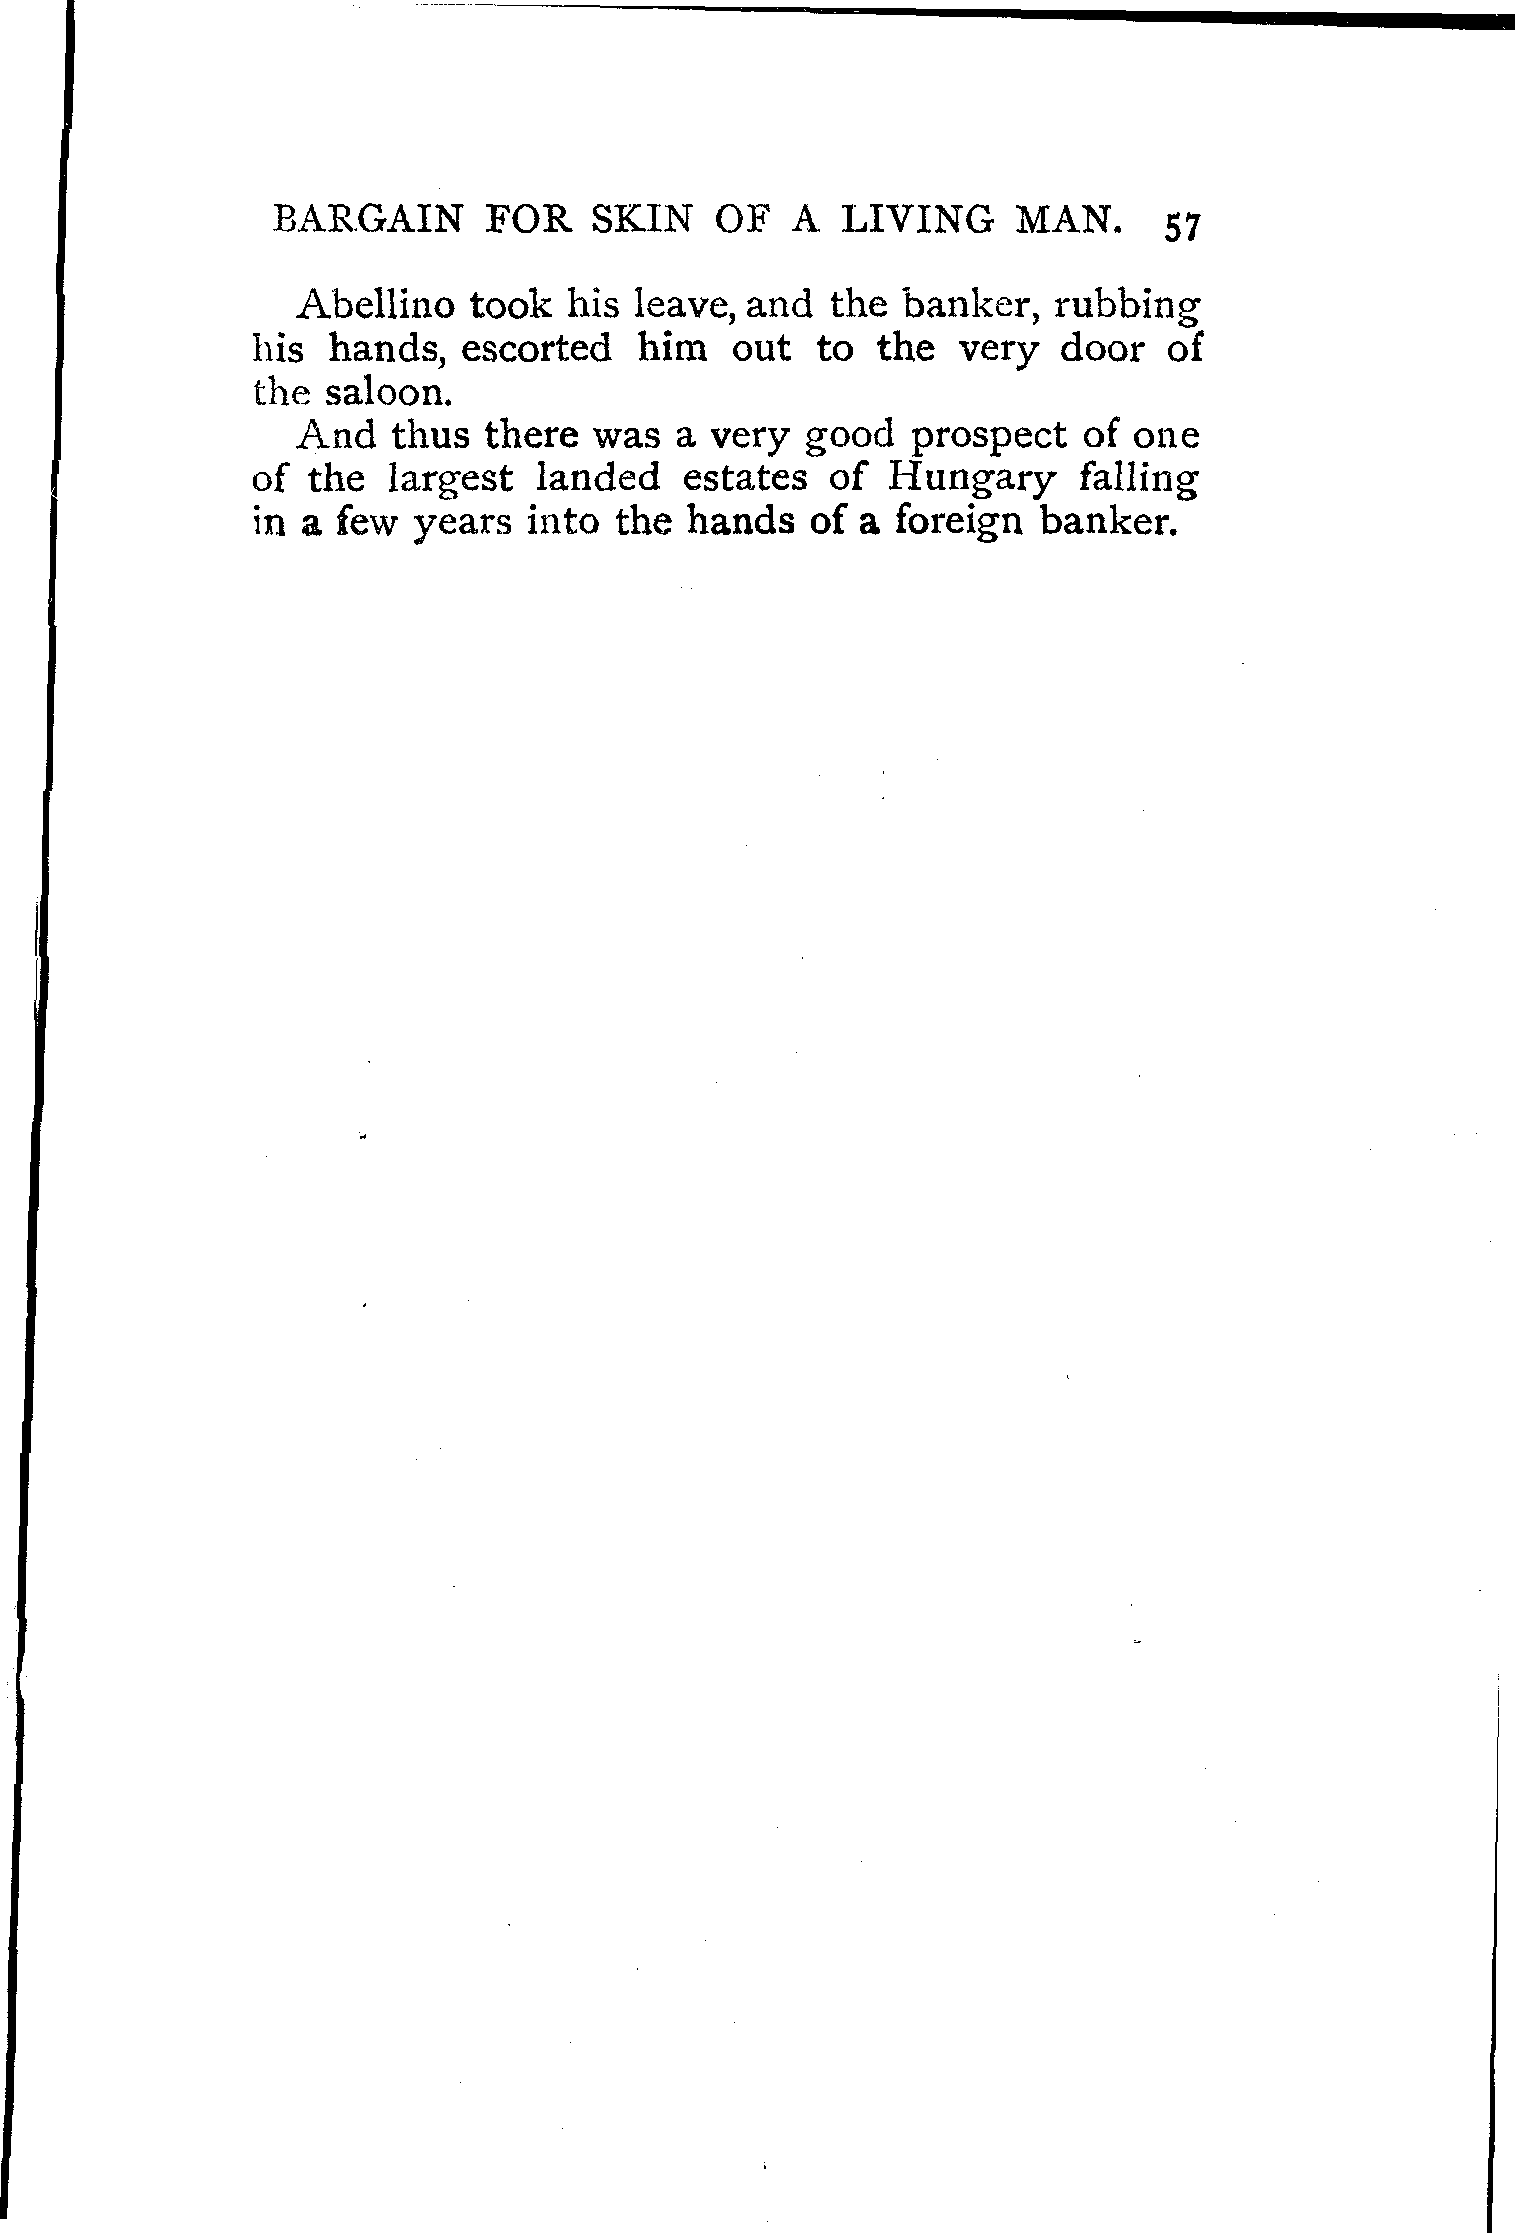 BARGAIN FOR SKIN OF A LIVING MAN. 57
Abellino took his leave, and the banker, rubbing
his hands, escorted him out to the very door of
the saloon.
And thus there was a very good prospect of one
of the largest landed estates of Hungary falling
in a few years into the hands of a foreign banker.